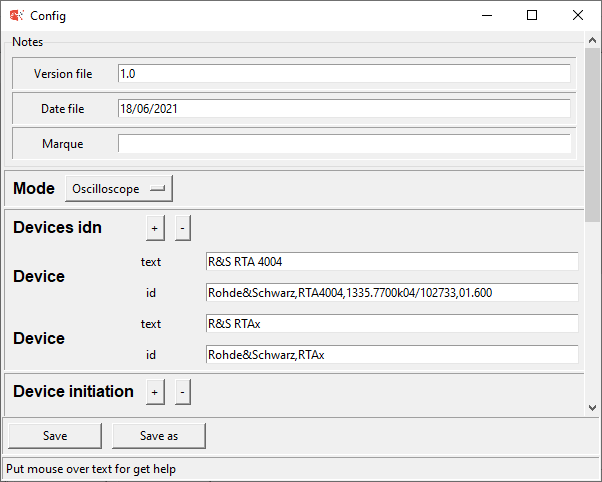 Config
Notes
Version file 1.0
Date file 18/06/2021
Marque
Mode Oscilloscope
Devices idn + -
Device
text R&S RTA 4004
id Rohde&Schwarz,RTA4004,1335.7700k04/102733,01.600
Device
text R&S RTAx
id Rohde&Schwarz,RTAx
Device initiation + -
Save Save as
Put mouse over text for get help